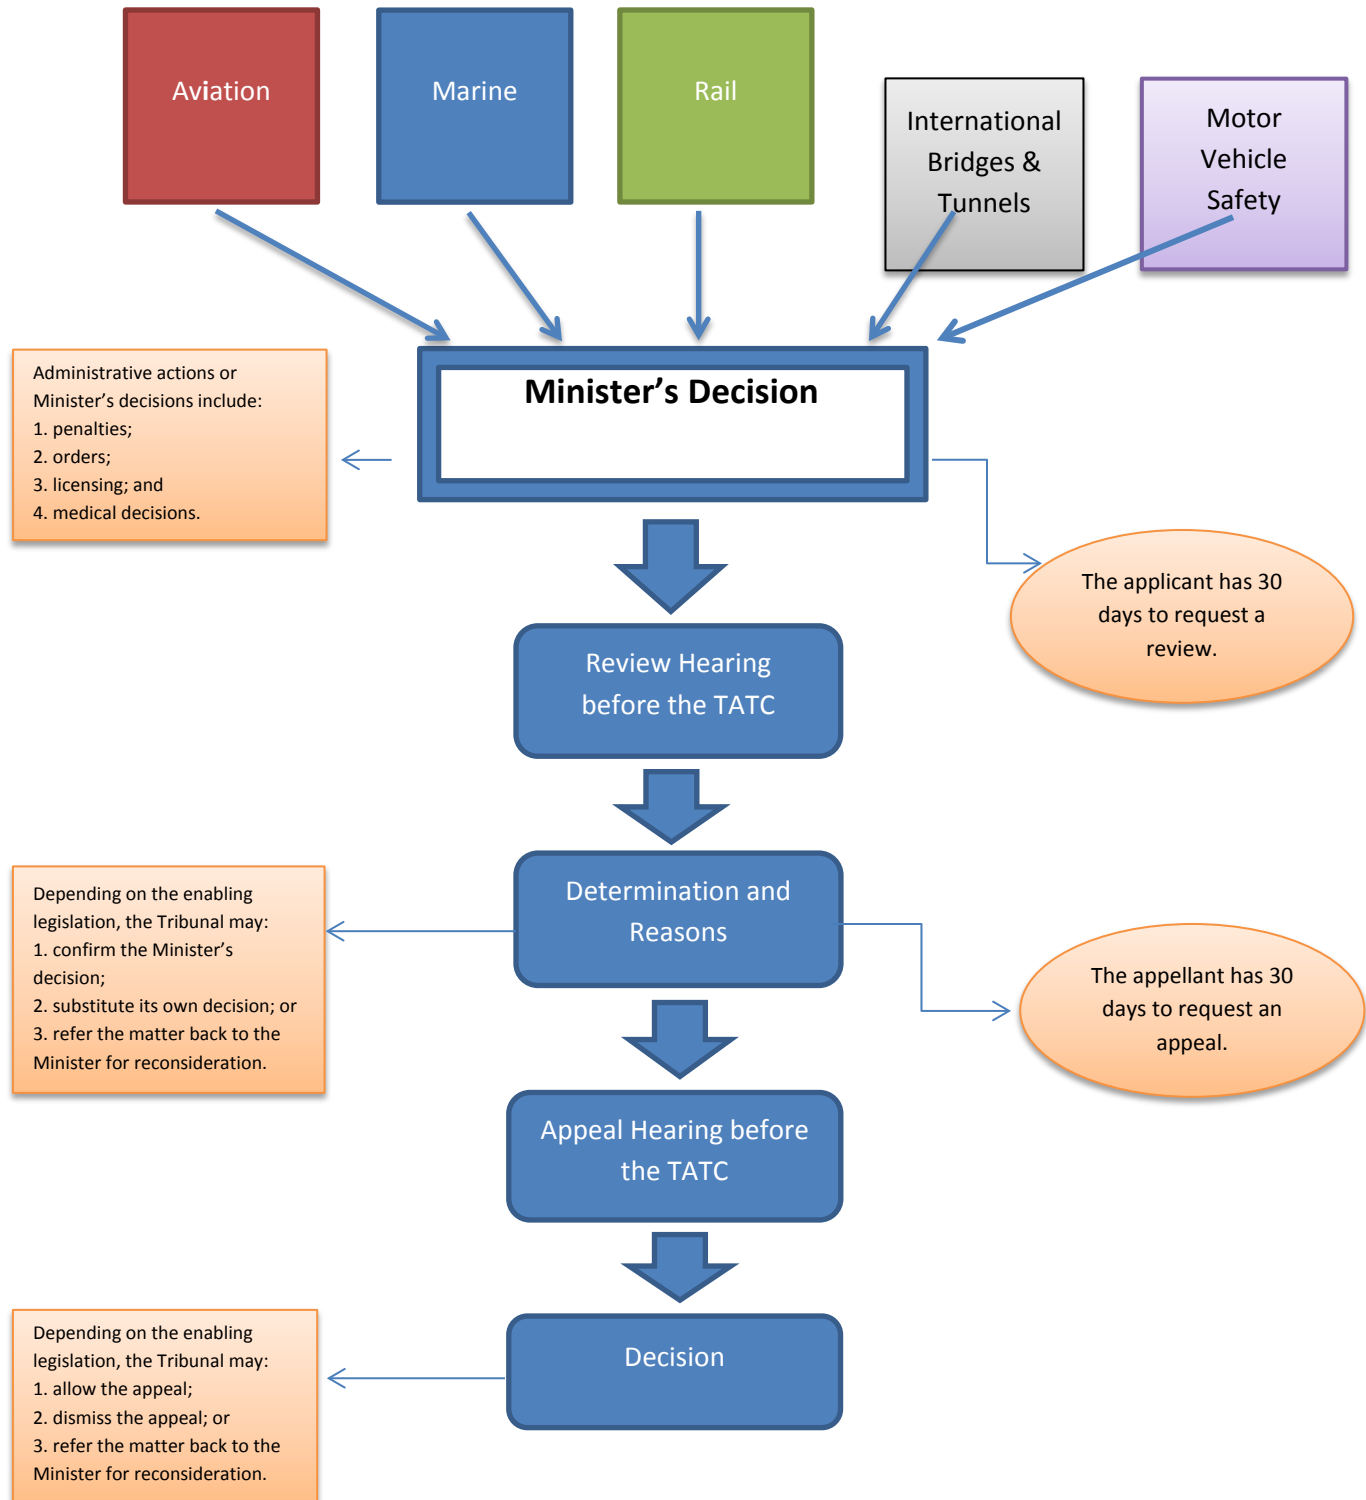 Aviation
Marine
Rail
International
Bridges &
Tunnels
Motor
Vehicle
Safety
Administrative actions or
Minister’s decisions include:
1. penalties;
2. orders;
3. licensing; and
4. medical decisions.
Minister’s Decision
The applicant has 30
days to request a
review.
Review Hearing
before the TATC
Depending on the enabling
legislation, the Tribunal may:
1. confirm the Minister’s
decision;
2. substitute its own decision; or
3. refer the matter back to the
Minister for reconsideration.
Determination and
Reasons
The appellant has 30
days to request an
appeal.
Appeal Hearing before
the TATC
Depending on the enabling
legislation, the Tribunal may:
1. allow the appeal;
2. dismiss the appeal; or
3. refer the matter back to the
Minister for reconsideration.
Decision